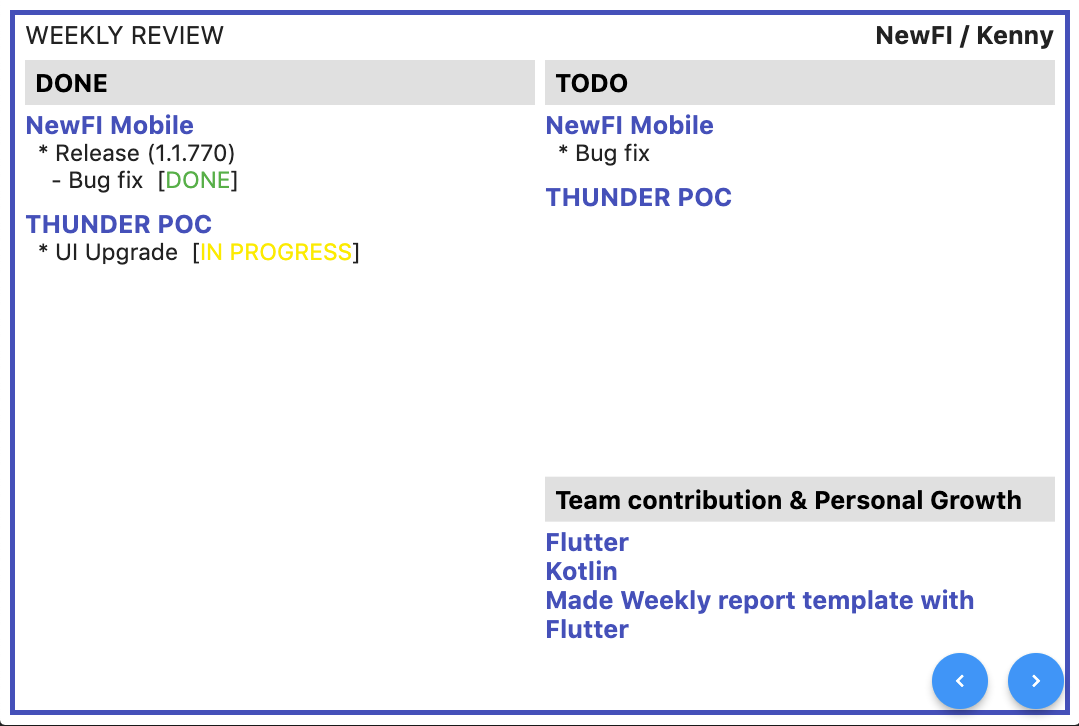 WEEKLY REVIEW
NewFI / Kenny
DONE
NewFI Mobile
* Release (1.1.770)
- Bug fix [DONE]
THUNDER POC
* UI Upgrade [IN PROGRESS]
TODO
NewFI Mobile
* Bug fix
THUNDER POC
Team contribution & Personal Growth
Flutter
Kotlin
Made Weekly report template with
Flutter